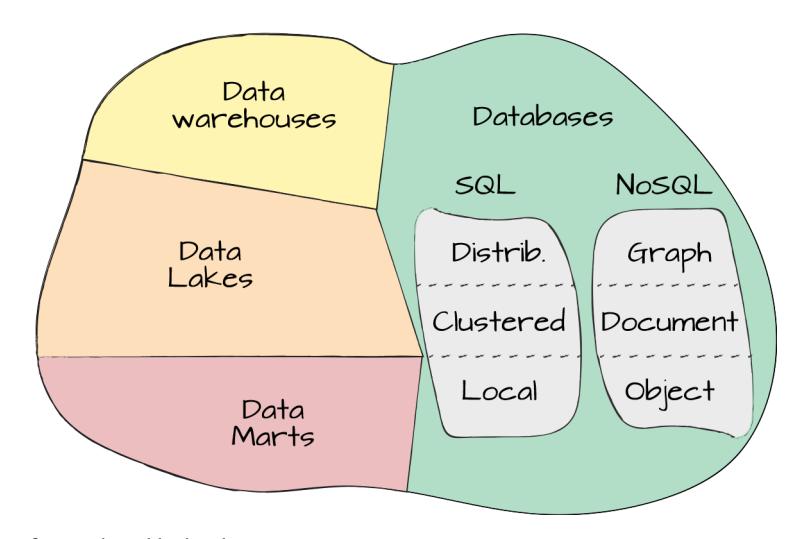 Data
warehouses
Databases
SQL
NoSQL
Data
Lakes
Distrib.
Graph
Clustered
Document
Local
Object
Data
Marts